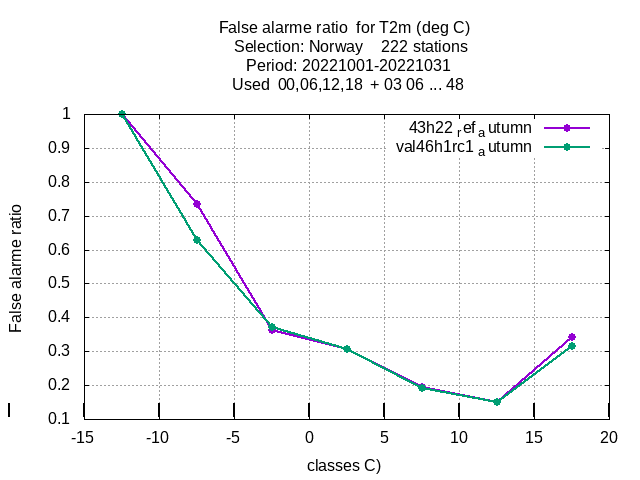 False alarme ratio  for T2m (deg C)
Selection: Norway    222 stations
Period: 20221001-20221031
Used  00,06,12,18  + 03 06 ... 48
43h22 ref autumn
val46h1rc1 autumn
1
0.9
0.8
0.7
0.6
0.5
0.4
0.3
0.2
0.1
False alarme ratio
-15 -10 -5 0 5 10 15 20
classes C)